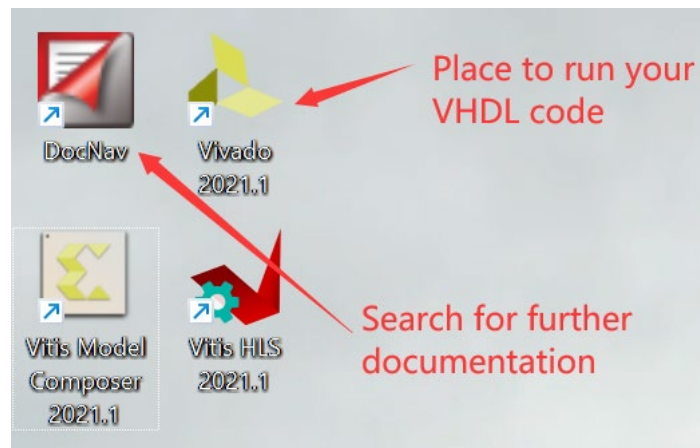 DocNav
Vivado
2021.1
Place to run your
VHDL code
Vitis Model
Composer
2021.1
Vitis HLS
2021.1
Search for further
documentation